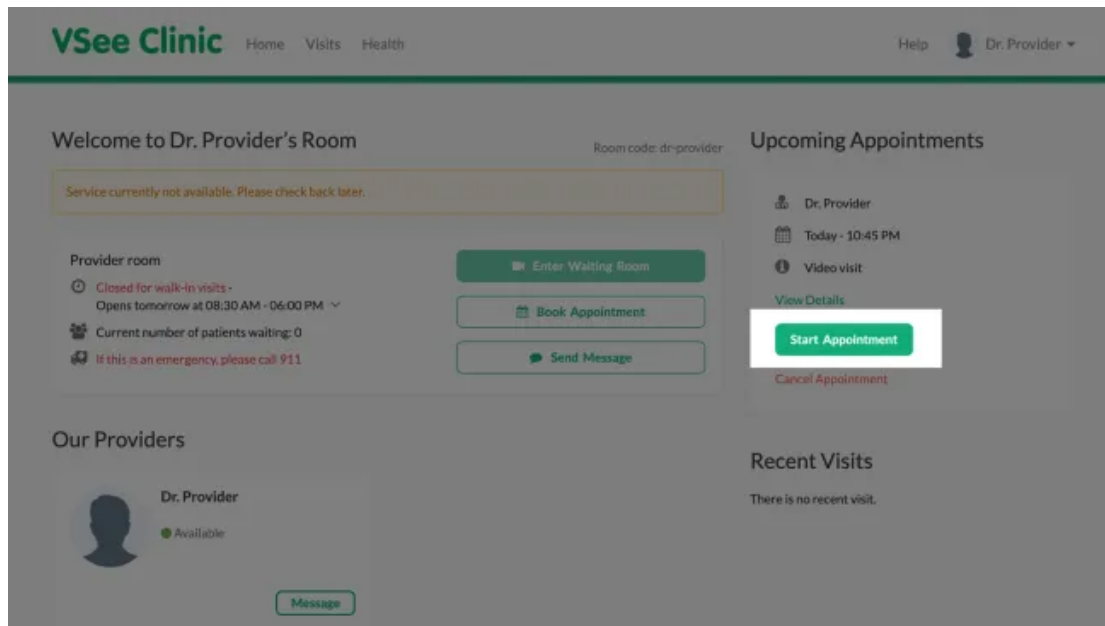 VSee Clinic Home Visits Health Help Dr. Provider
Welcome to Dr. Provider's Room
Room code: dr-provider
Service currently not available. Please check back later.
Provider room
Closed for walk-in visits -
Opens tomorrow at 08:30 AM - 06:00 PM
Current number of patients waiting: 0
If this is an emergency, please call 911
Enter Waiting Room
Book Appointment
Send Message
Our Providers
Dr. Provider
Available
Message
Upcoming Appointments
Dr. Provider
Today - 10:45 PM
Video visit
View Details
Start Appointment
Cancel Appointment
Recent Visits
There is no recent visit.